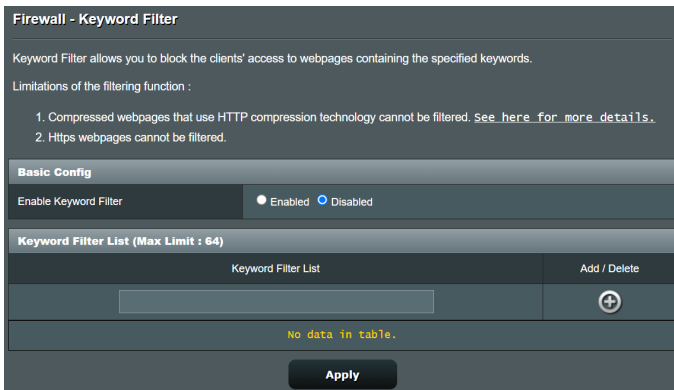 Firewall - Keyword Filter
Keyword Filter allows you to block the clients' access to webpages containing the specified keywords.
Limitations of the filtering function :
1. Compressed webpages that use HTTP compression technology cannot be filtered. See here for more details.
2. Https webpages cannot be filtered.
Basic Config
Enable Keyword Filter Enabled Disabled
Keyword Filter List (Max Limit : 64)
Keyword Filter List Add / Delete
No data in table.
Apply